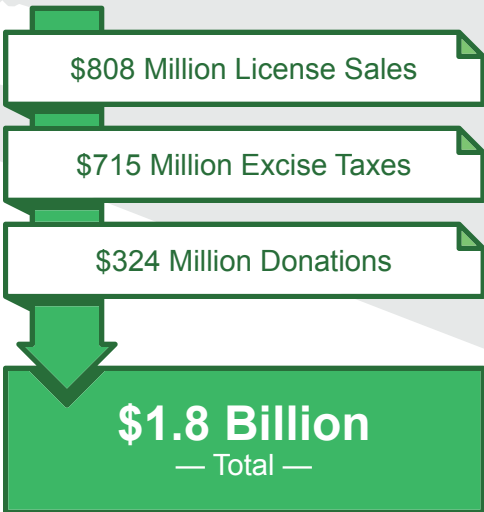 $808 Million License Sales
$715 Million Excise Taxes
$324 Million Donations
$1.8 Billion
— Total —